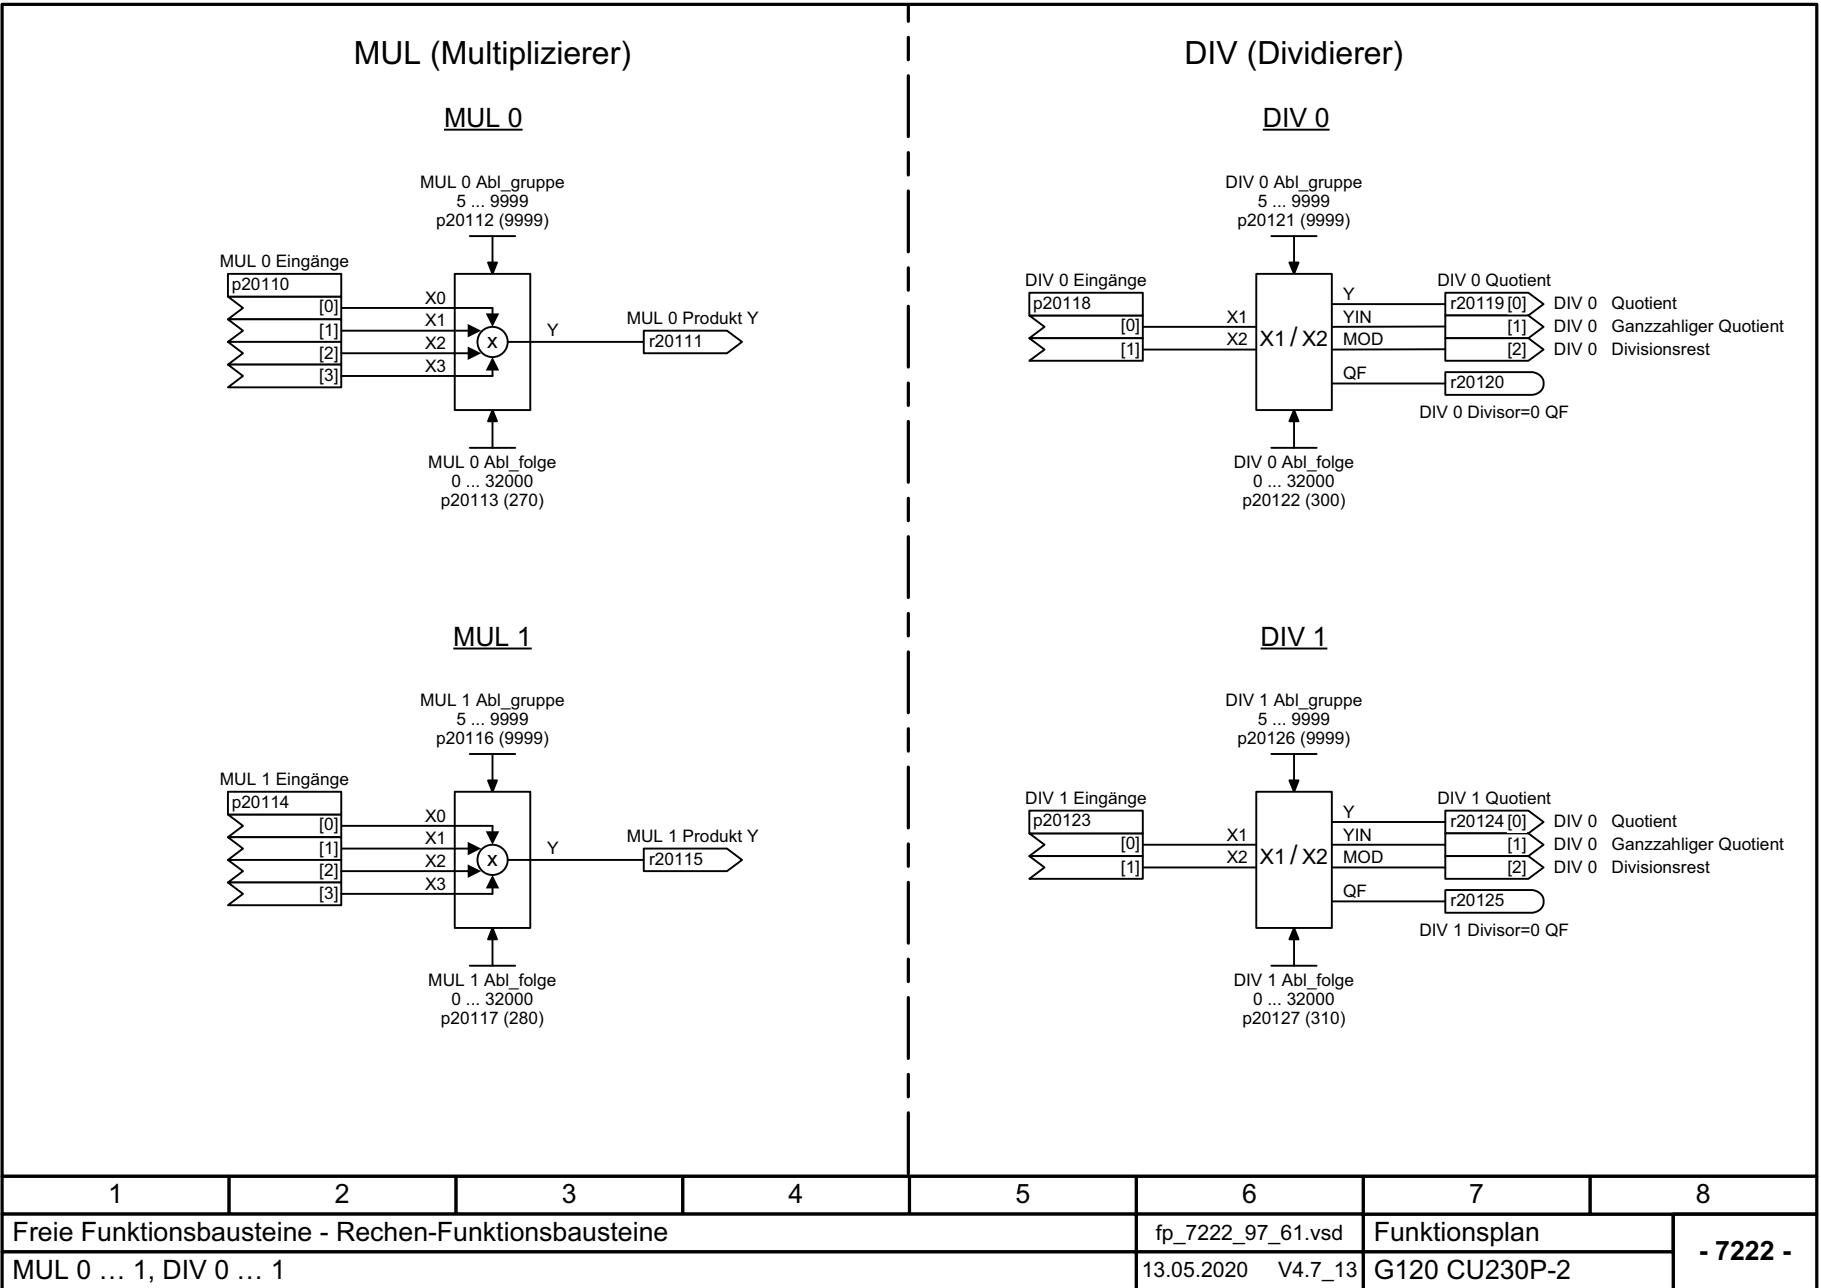 MUL (Multiplizierer)
MUL 0
MUL 0 Abl_gruppe
5 ... 9999
p20112 (9999)
MUL 0 Eingänge
p20110
[0] X0
[1] X1
[2] X2
[3] X3
x
Y
MUL 0 Produkt Y
r20111
MUL 0 Abl_folge
0 ... 32000
p20113 (270)
MUL 1
MUL 1 Abl_gruppe
5 ... 9999
p20116 (9999)
MUL 1 Eingänge
p20114
[0] X0
[1] X1
[2] X2
[3] X3
x
Y
MUL 1 Produkt Y
r20115
MUL 1 Abl_folge
0 ... 32000
p20117 (280)
DIV (Dividierer)
DIV 0
DIV 0 Abl_gruppe
5 ... 9999
p20121 (9999)
DIV 0 Eingänge
p20118
[0] X1
[1] X2
X1 / X2
DIV 0 Quotient
Y r20119 [0] DIV 0 Quotient
YIN [1] DIV 0 Ganzzahliger Quotient
MOD [2] DIV 0 Divisionsrest
QF r20120
DIV 0 Divisor=0 QF
DIV 0 Abl_folge
0 ... 32000
p20122 (300)
DIV 1
DIV 1 Abl_gruppe
5 ... 9999
p20126 (9999)
DIV 1 Eingänge
p20123
[0] X1
[1] X2
X1 / X2
DIV 1 Quotient
Y r20124 [0] DIV 0 Quotient
YIN [1] DIV 0 Ganzzahliger Quotient
MOD [2] DIV 0 Divisionsrest
QF r20125
DIV 1 Divisor=0 QF
DIV 1 Abl_folge
0 ... 32000
p20127 (310)
1 2 3 4 5 6 7 8
Freie Funktionsbausteine - Rechen-Funktionsbausteine fp_7222_97_61.vsd Funktionsplan
- 7222 -
MUL 0 … 1, DIV 0 … 1 13.05.2020 V4.7_13 G120 CU230P-2